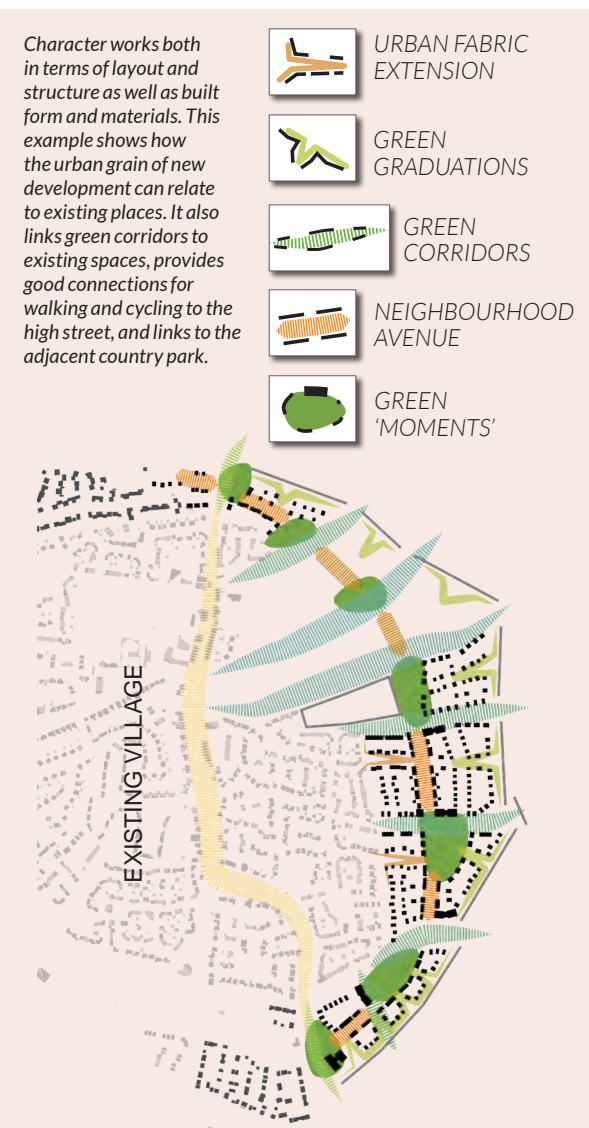 Character works both
in terms of layout and
structure as well as built
form and materials. This
example shows how
the urban grain of new
development can relate
to existing places. It also
links green corridors to
existing spaces, provides
good connections for
walking and cycling to the
high street, and links to the
adjacent country park.
URBAN FABRIC
EXTENSION
GREEN
GRADUATIONS
GREEN
CORRIDORS
NEIGHBOURHOOD
AVENUE
GREEN
‘MOMENTS’
EXISTING VILLAGE